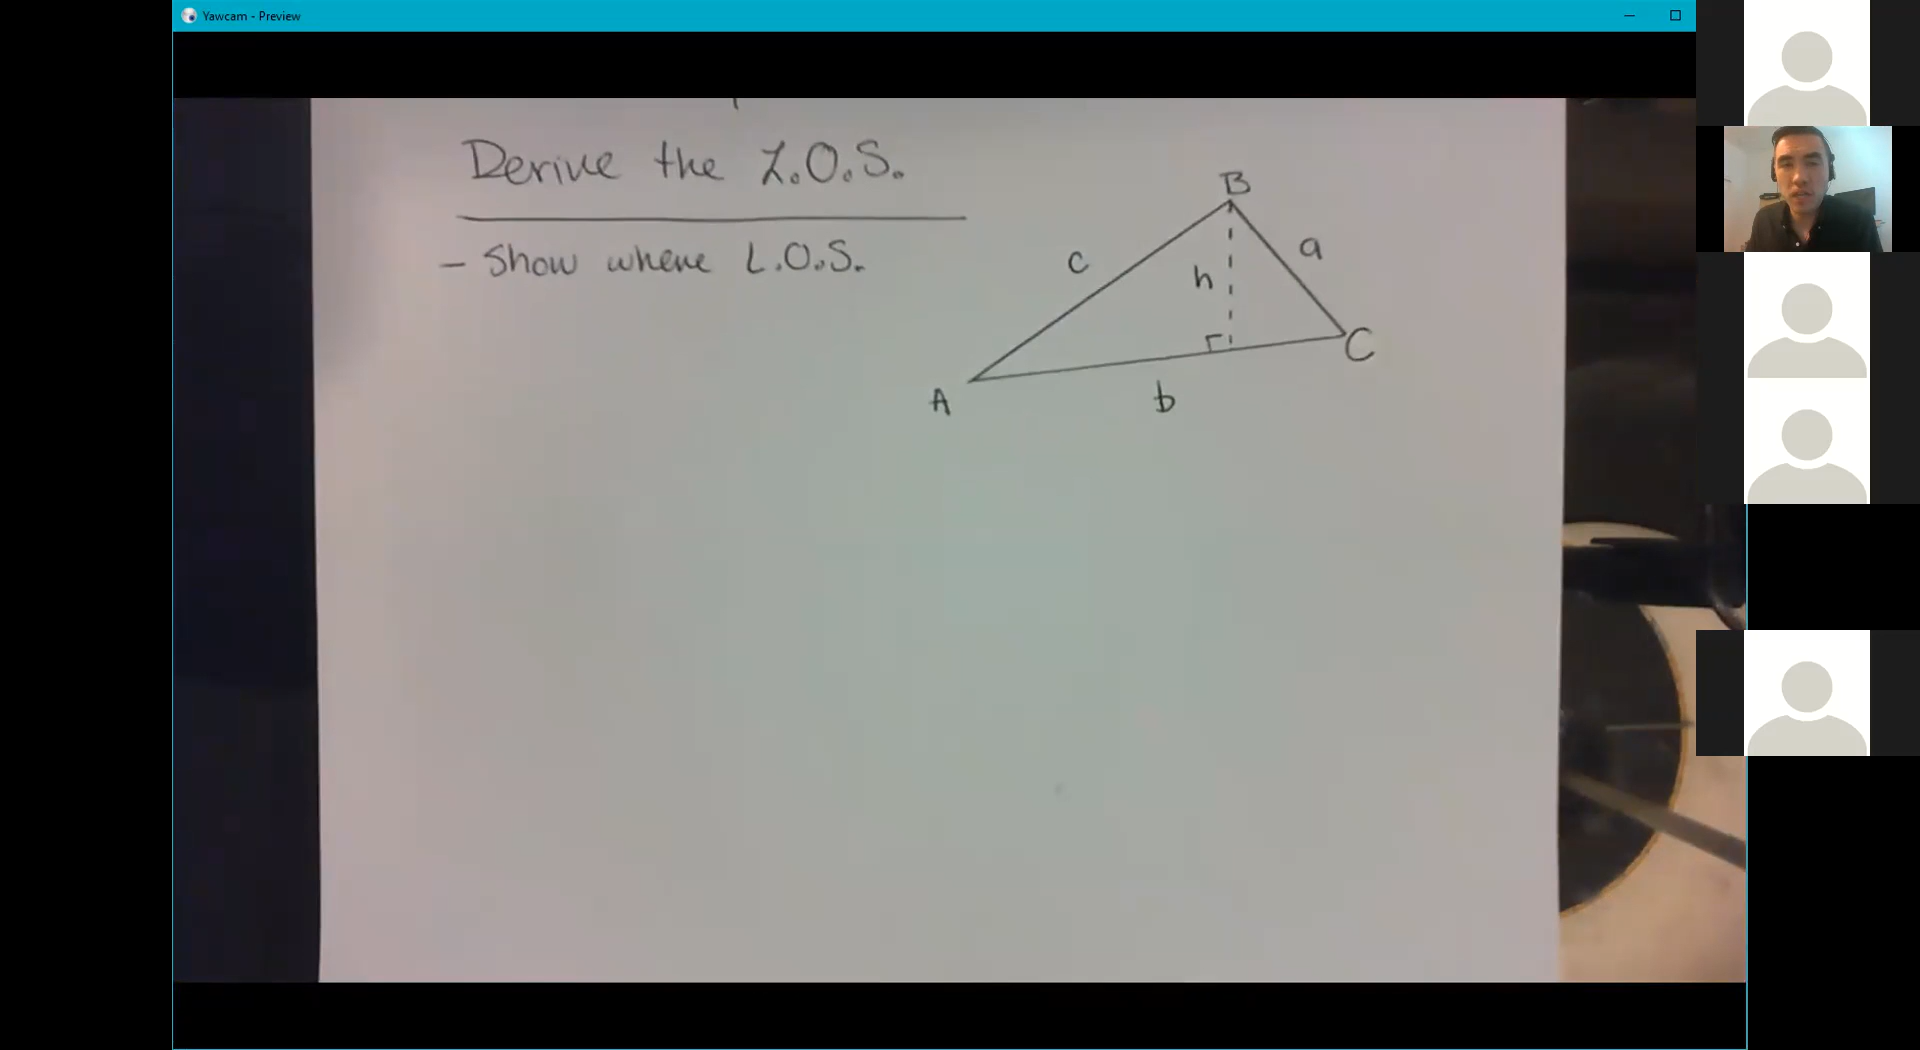 Yawcam - Preview
Derive the L.O.S.
- Show where L.O.S.
B
c
a
h
C
A
b